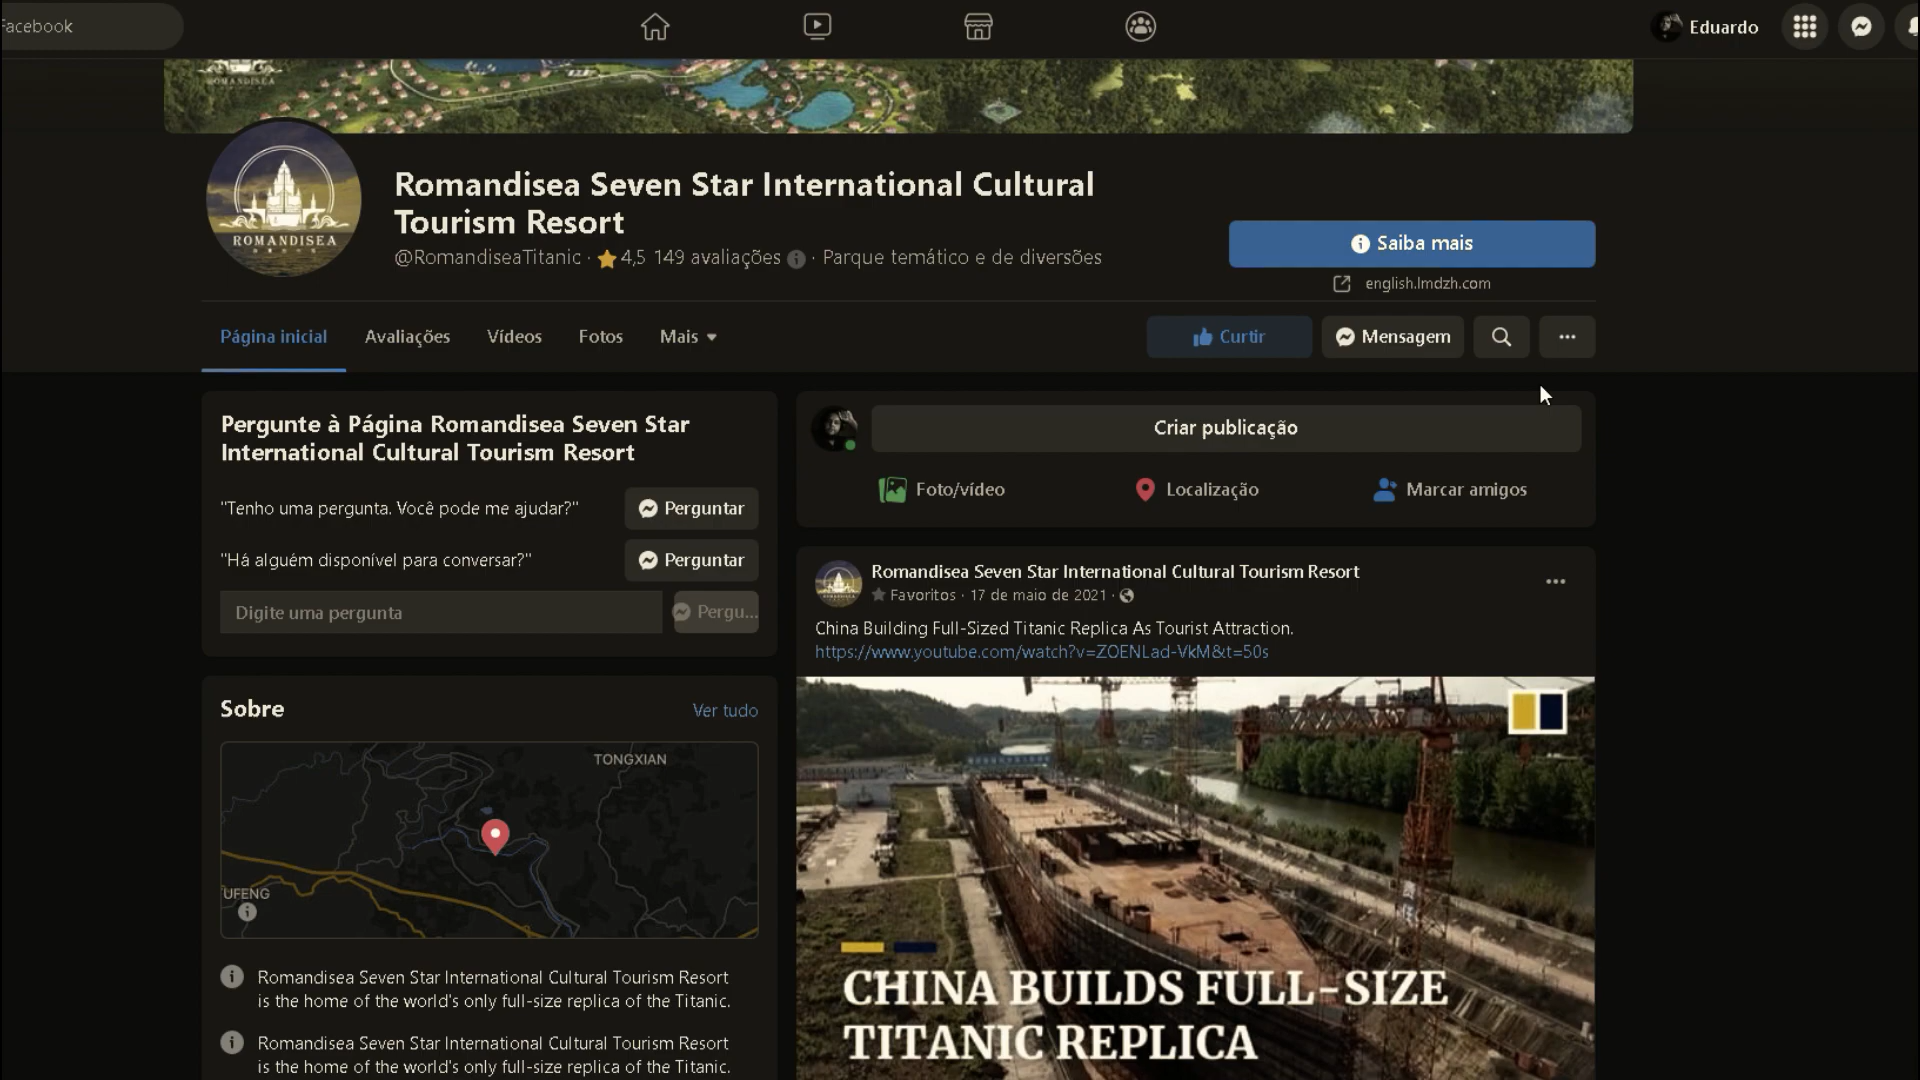 Facebook
Eduardo
ROMANDISEA
ROMANDISEA
Romandisea Seven Star International Cultural
Tourism Resort
@RomandiseaTitanic · 4,5 149 avaliações · Parque temático e de diversões
Saiba mais
english.lmdzh.com
Página inicial
Avaliações
Vídeos
Fotos
Mais
Curtir
Mensagem
Pergunte à Página Romandisea Seven Star
International Cultural Tourism Resort
"Tenho uma pergunta. Você pode me ajudar?"
Perguntar
"Há alguém disponível para conversar?"
Perguntar
Digite uma pergunta
Pergu...
Sobre
Ver tudo
TONGXIAN
UFENG
Romandisea Seven Star International Cultural Tourism Resort
is the home of the world's only full-size replica of the Titanic.
Romandisea Seven Star International Cultural Tourism Resort
is the home of the world's only full-size replica of the Titanic.
Criar publicação
Foto/vídeo
Localização
Marcar amigos
Romandisea Seven Star International Cultural Tourism Resort
Favoritos · 17 de maio de 2021 ·
China Building Full-Sized Titanic Replica As Tourist Attraction.
https://www.youtube.com/watch?v=ZOENLad-VkM&t=50s
CHINA BUILDS FULL-SIZE
TITANIC REPLICA